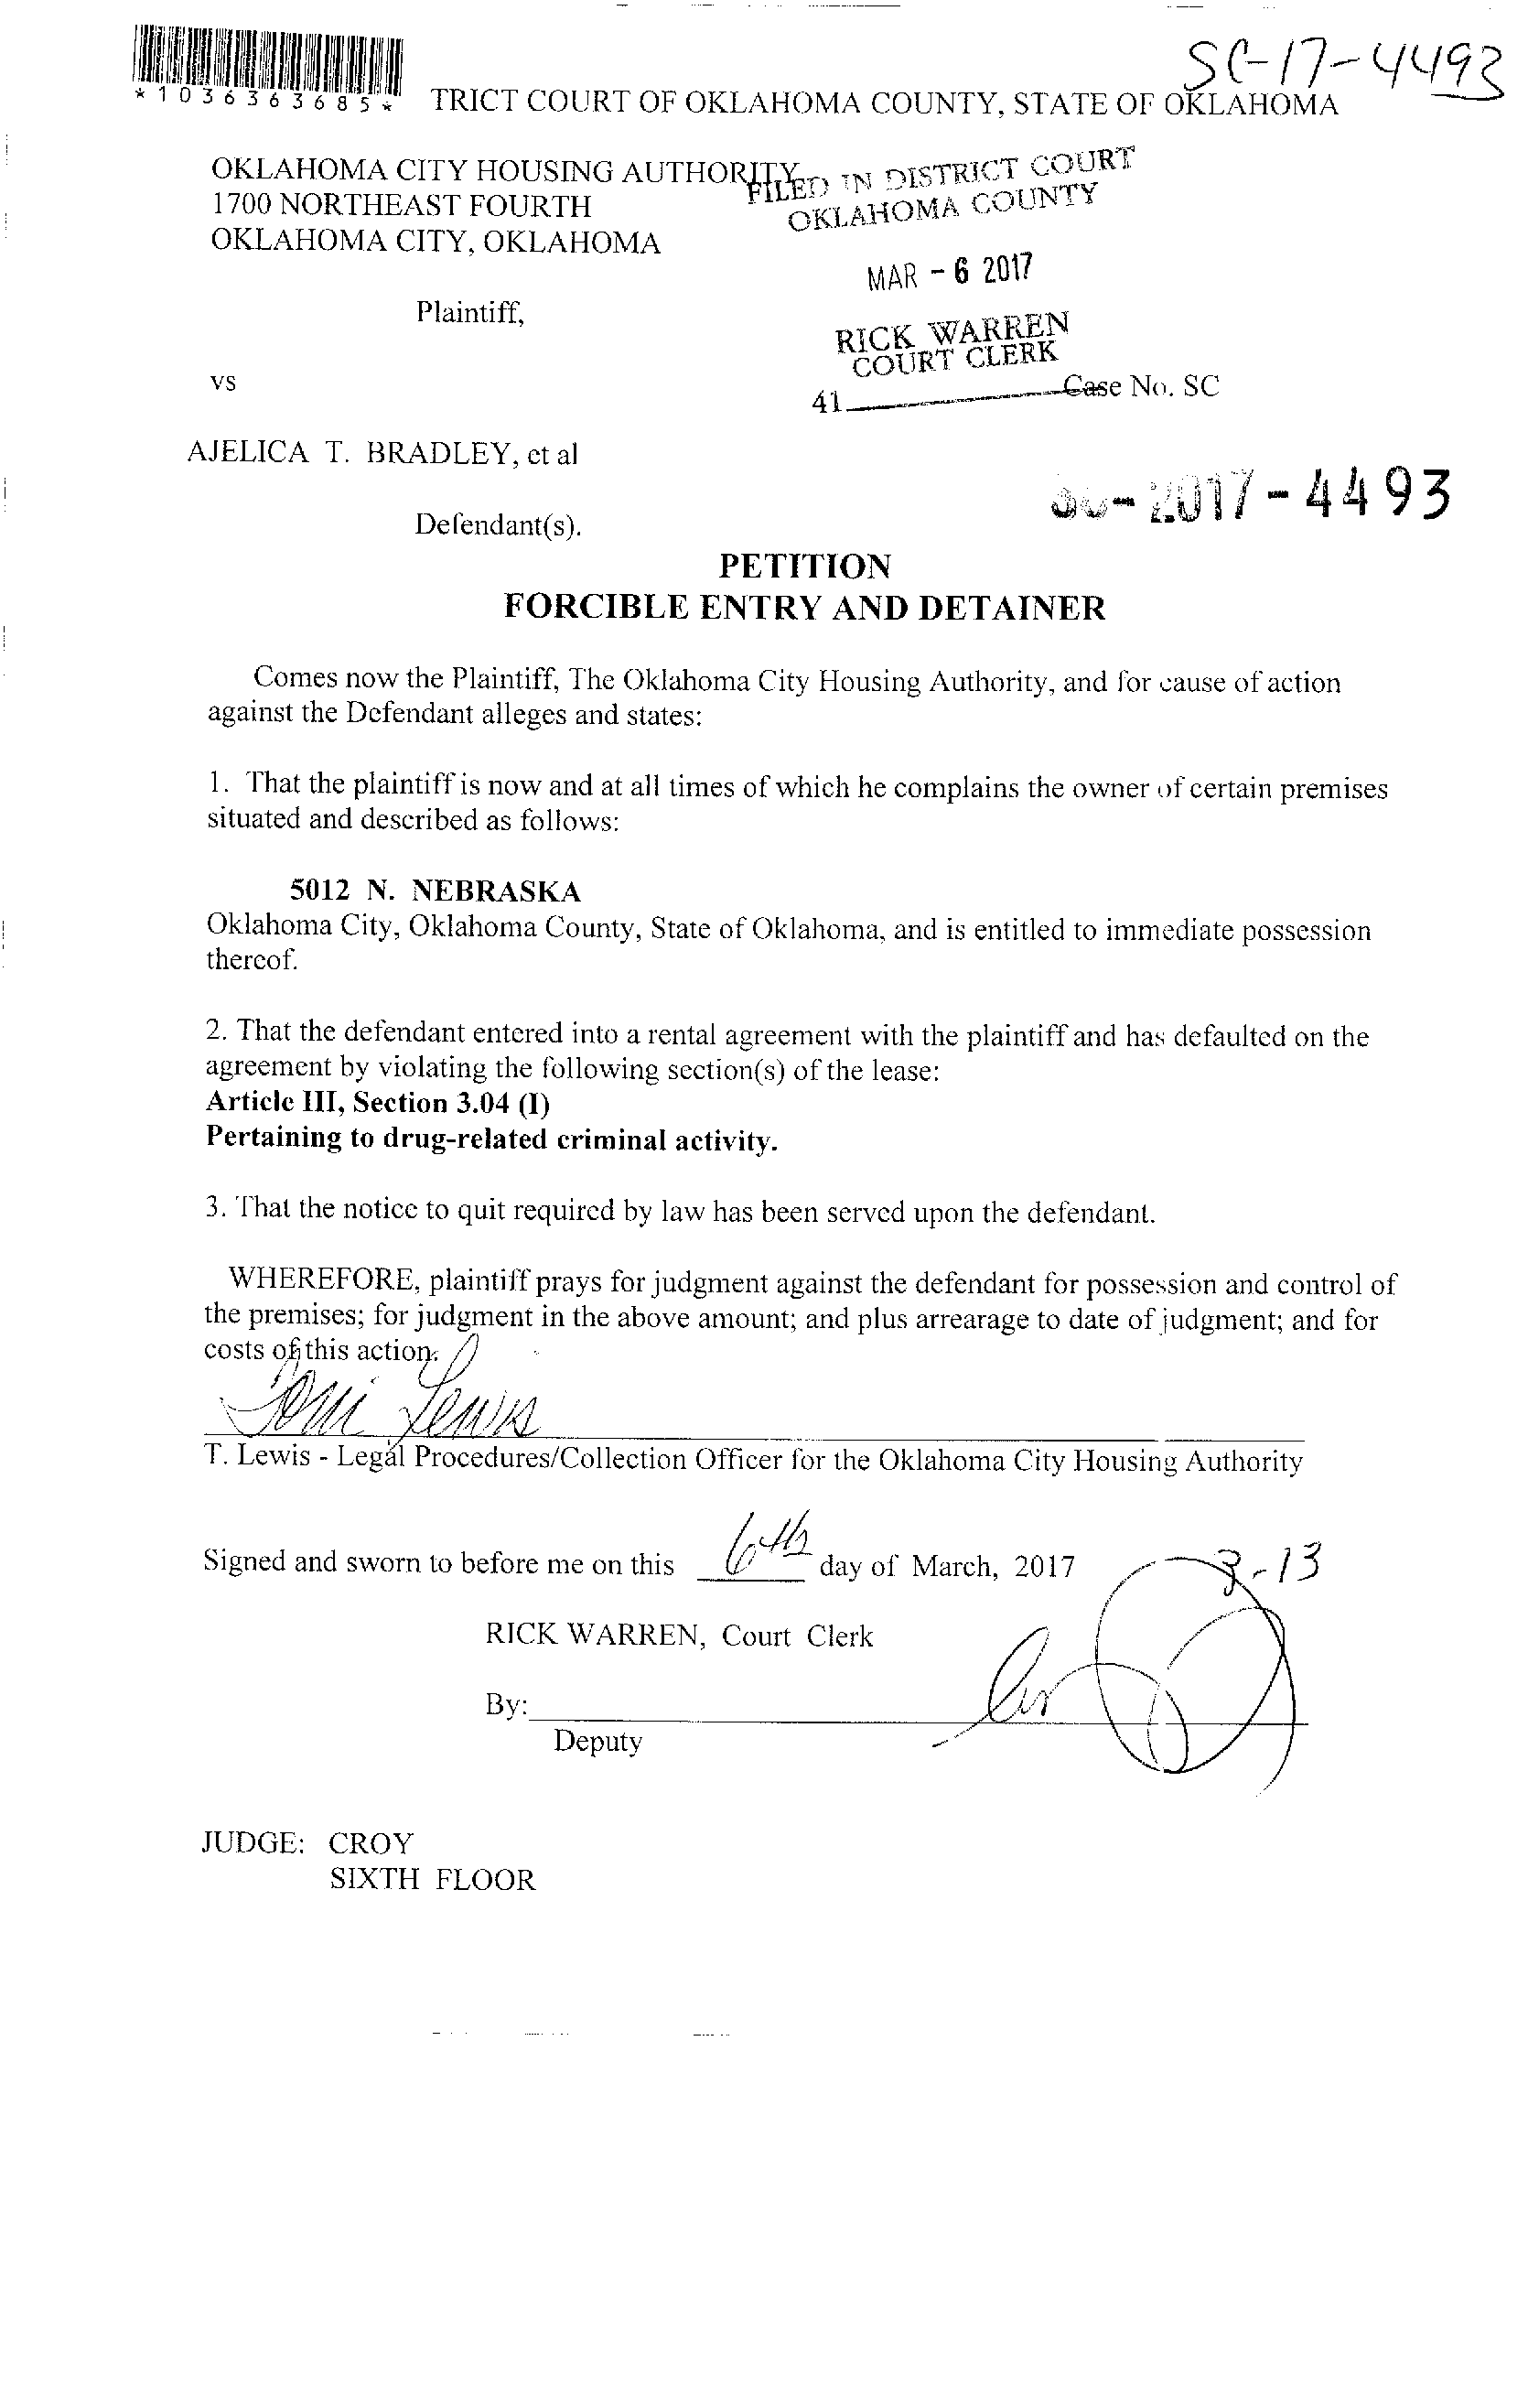 SC-17-4493
*1036363685* TRICT COURT OF OKLAHOMA COUNTY, STATE OF OKLAHOMA
OKLAHOMA CITY HOUSING AUTHORITY
1700 NORTHEAST FOURTH
OKLAHOMA CITY, OKLAHOMA
FILED IN DISTRICT COURT
OKLAHOMA COUNTY
MAR - 6 2017
Plaintiff,
RICK WARREN
COURT CLERK
vs
41 Case No. SC
AJELICA T. BRADLEY, et al
SC-2017-4493
Defendant(s).
PETITION
FORCIBLE ENTRY AND DETAINER
Comes now the Plaintiff, The Oklahoma City Housing Authority, and for cause of action
against the Defendant alleges and states:
1. That the plaintiff is now and at all times of which he complains the owner of certain premises
situated and described as follows:
5012 N. NEBRASKA
Oklahoma City, Oklahoma County, State of Oklahoma, and is entitled to immediate possession
thereof.
2. That the defendant entered into a rental agreement with the plaintiff and has defaulted on the
agreement by violating the following section(s) of the lease:
Article III, Section 3.04 (I)
Pertaining to drug-related criminal activity.
3. That the notice to quit required by law has been served upon the defendant.
WHEREFORE, plaintiff prays for judgment against the defendant for possession and control of
the premises; for judgment in the above amount; and plus arrearage to date of judgment; and for
costs of this action.
Toni Lewis
T. Lewis - Legal Procedures/Collection Officer for the Oklahoma City Housing Authority
Signed and sworn to before me on this 6th day of March, 2017
3-13
RICK WARREN, Court Clerk
By:
Deputy
JUDGE: CROY
SIXTH FLOOR